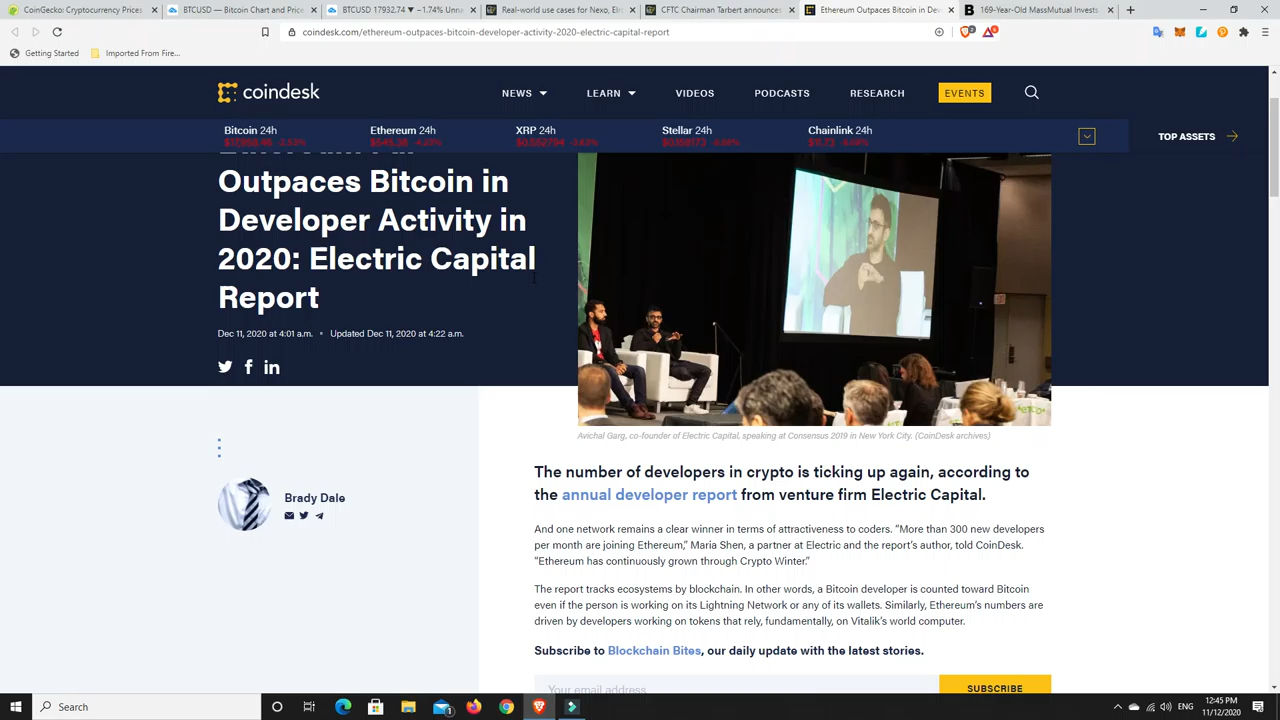 CoinGecko: Cryptocurrency Prices
BTCUSD — Bitcoin Chart and Price
BTCUSD 17932.74 ▼ −1.74% Unna
Real-world use cases for Nexo, Elro
CFTC Chairman Tarbert announces
Ethereum Outpaces Bitcoin in Dev
169-Year-Old MassMutual Invests
coindesk.com/ethereum-outpaces-bitcoin-developer-activity-2020-electric-capital-report
Getting Started
Imported From Fire...
coindesk
NEWS
LEARN
VIDEOS
PODCASTS
RESEARCH
EVENTS
Bitcoin 24h
Ethereum 24h
XRP 24h
Stellar 24h
Chainlink 24h
TOP ASSETS
Outpaces Bitcoin in
Developer Activity in
2020: Electric Capital
Report
Dec 11, 2020 at 4:01 a.m. • Updated Dec 11, 2020 at 4:22 a.m.
Avichal Garg, co-founder of Electric Capital, speaking at Consensus 2019 in New York City. (CoinDesk archives)
Brady Dale
The number of developers in crypto is ticking up again, according to
the annual developer report from venture firm Electric Capital.
And one network remains a clear winner in terms of attractiveness to coders. “More than 300 new developers
per month are joining Ethereum,” Maria Shen, a partner at Electric and the report’s author, told CoinDesk.
“Ethereum has continuously grown through Crypto Winter.”
The report tracks ecosystems by blockchain. In other words, a Bitcoin developer is counted toward Bitcoin
even if the person is working on its Lightning Network or any of its wallets. Similarly, Ethereum’s numbers are
driven by developers working on tokens that rely, fundamentally, on Vitalik’s world computer.
Subscribe to Blockchain Bites, our daily update with the latest stories.
Your email address
SUBSCRIBE
Search
12:45 PM
11/12/2020